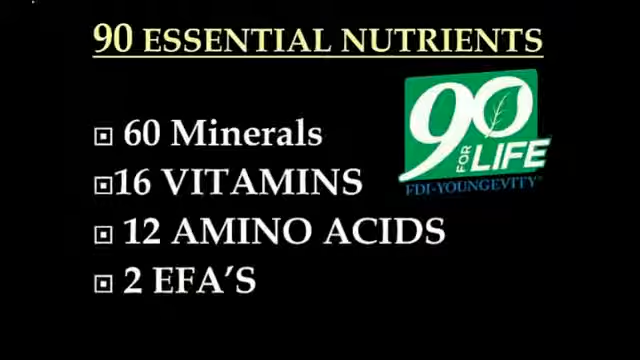 90 ESSENTIAL NUTRIENTS
60 Minerals
16 VITAMINS
12 AMINO ACIDS
2 EFA'S
90
FOR
LIFE
FDI-YOUNGEVITY